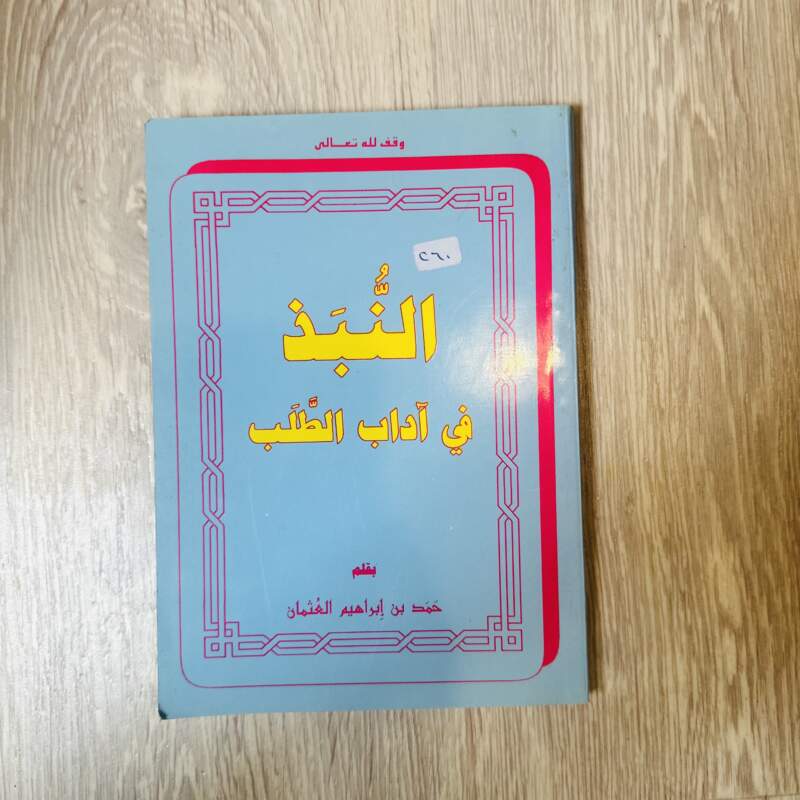 وقف لله تعالى
٢٦٠
النُّبَذ
في آداب الطَّلَب
بقلم
حَمَد بن إبراهيم العُثمان